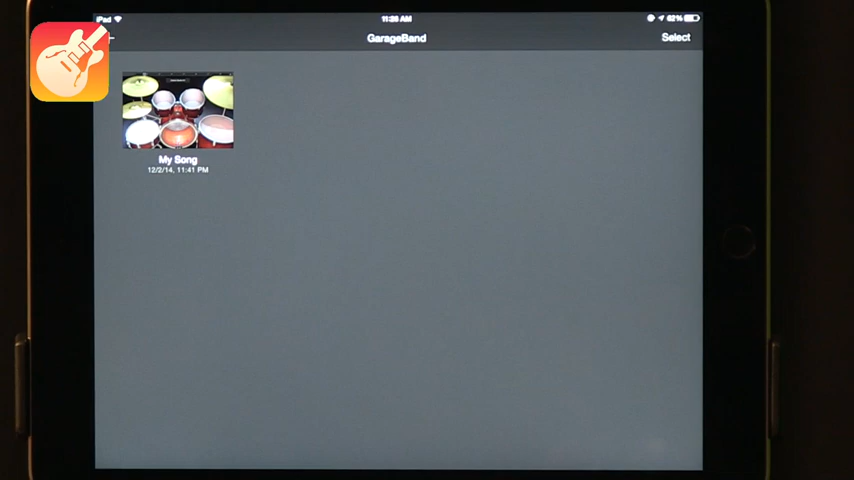 iPad 11:38 AM 62%
GarageBand
Select
My Song
12/2/14, 11:41 PM